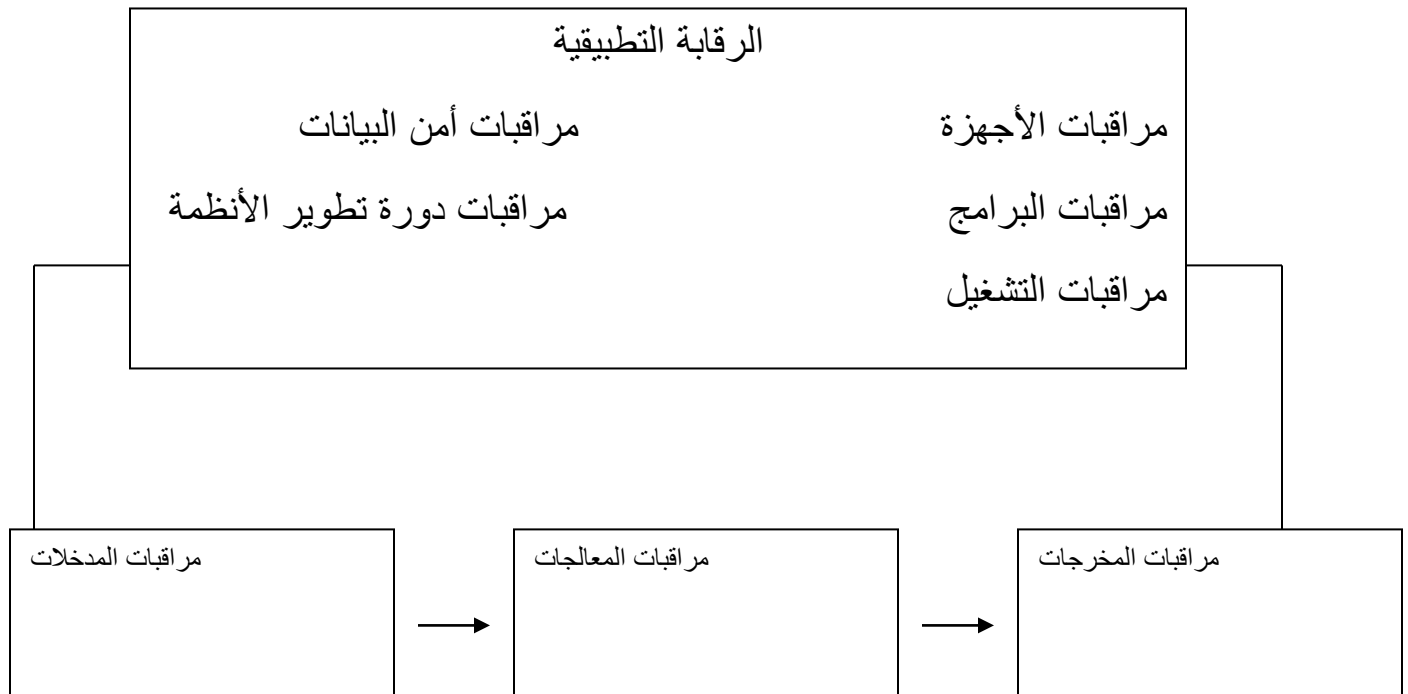 الرقابة التطبيقية
مراقبات الأجهزة مراقبات أمن البيانات
مراقبات البرامج مراقبات دورة تطوير الأنظمة
مراقبات التشغيل
مراقبات المدخلات
مراقبات المعالجات
مراقبات المخرجات